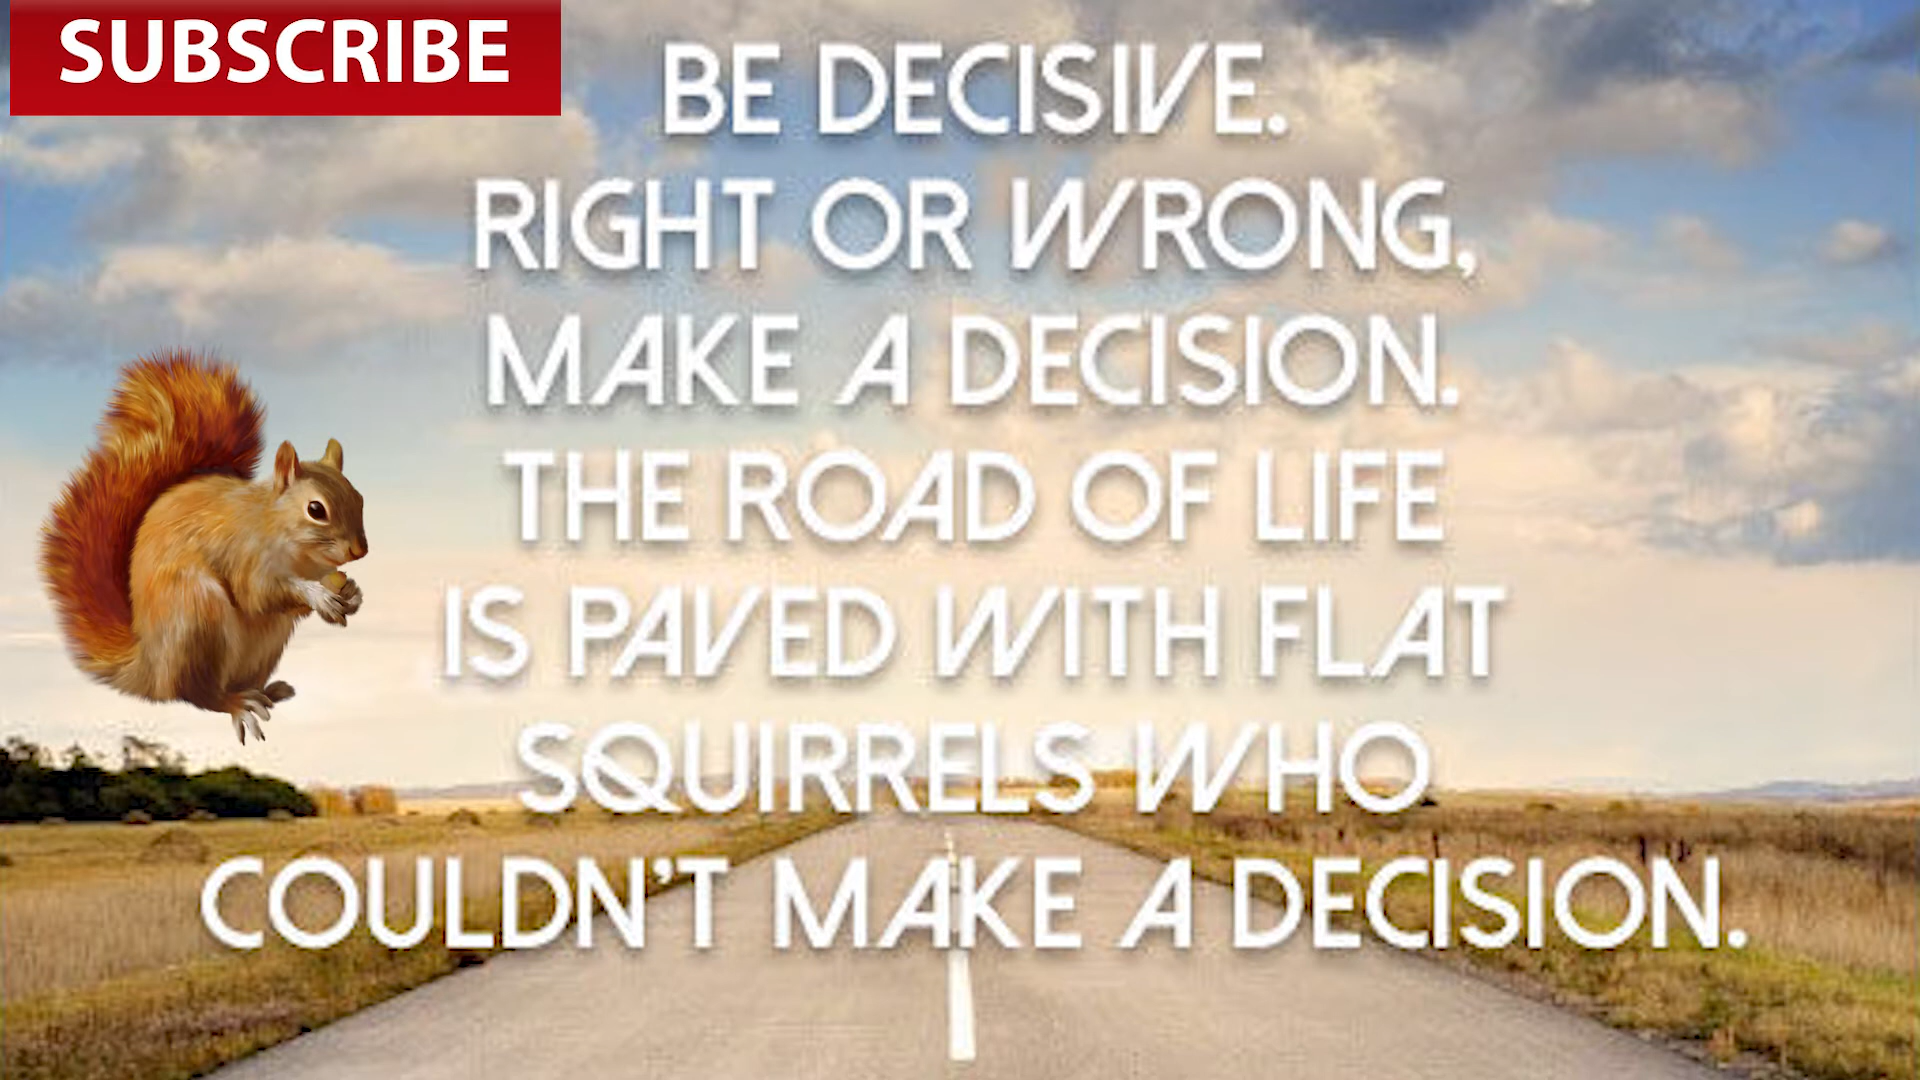 SUBSCRIBE
BE DECISIVE.
RIGHT OR WRONG,
MAKE A DECISION.
THE ROAD OF LIFE
IS PAVED WITH FLAT
SQUIRRELS WHO
COULDN'T MAKE A DECISION.